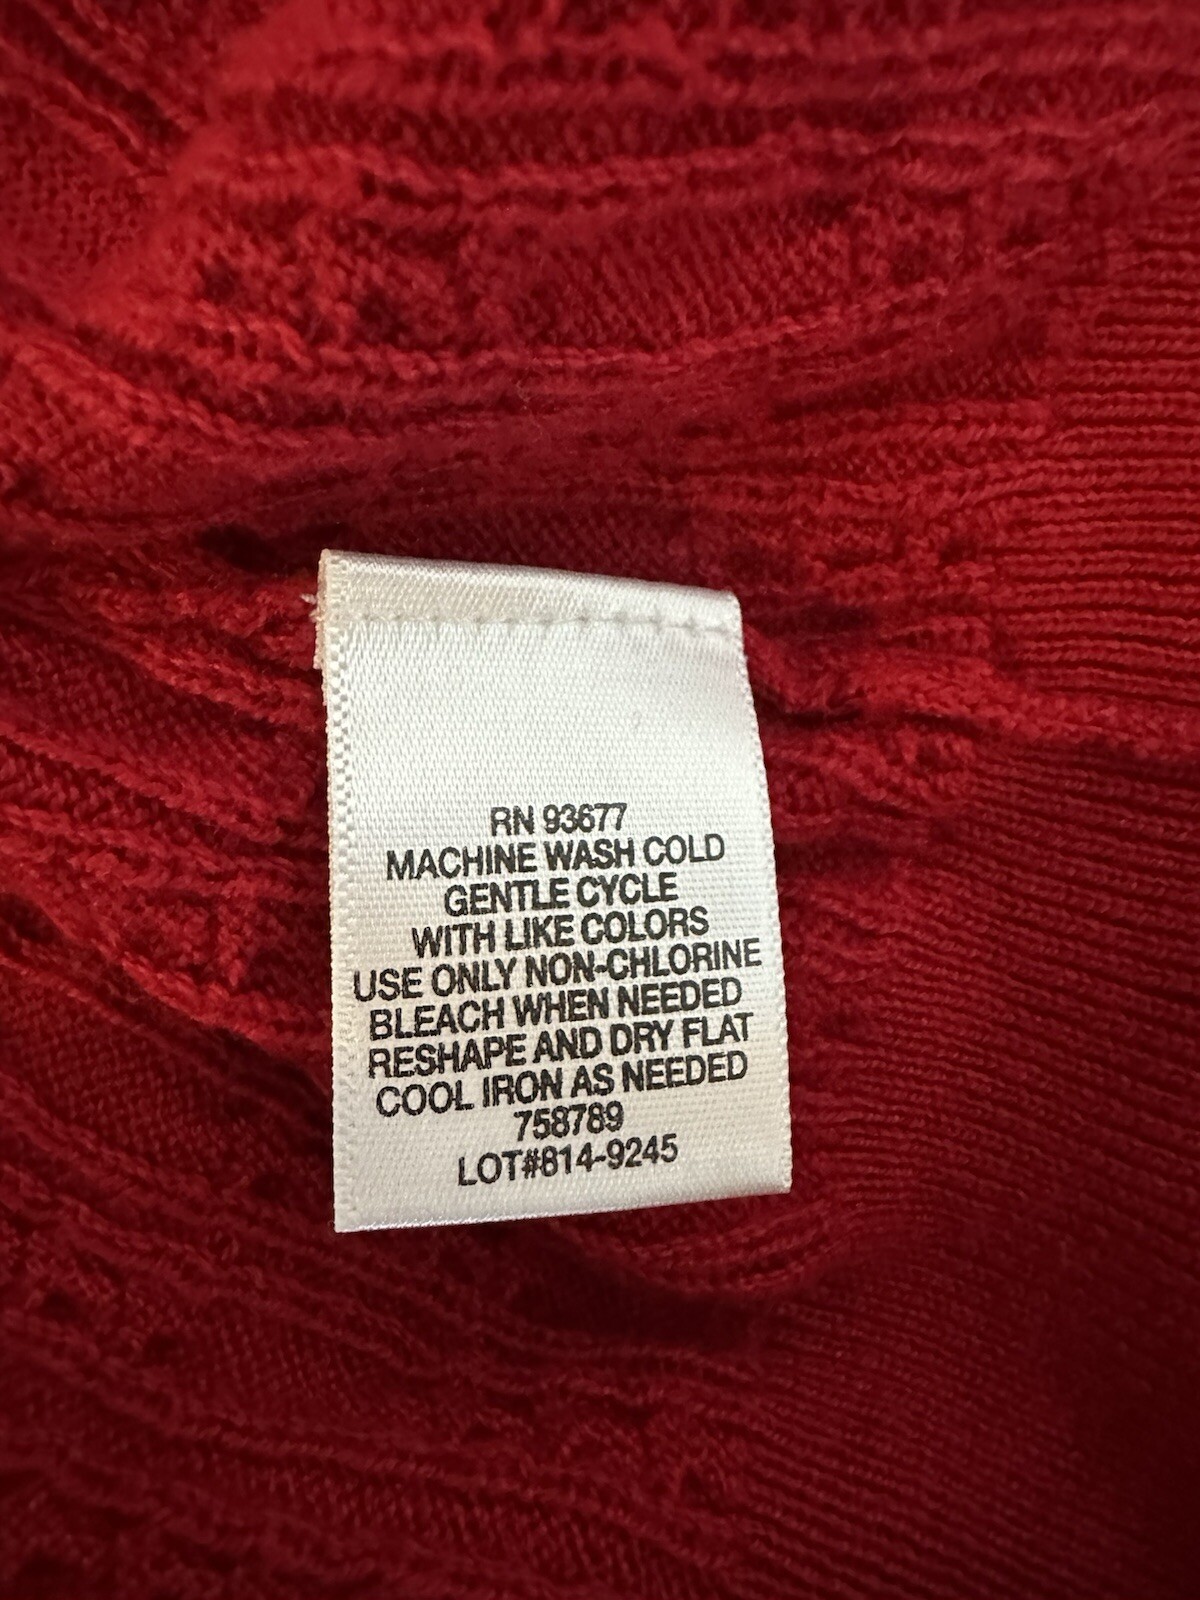 RN 93677
MACHINE WASH COLD
GENTLE CYCLE
WITH LIKE COLORS
USE ONLY NON-CHLORINE
BLEACH WHEN NEEDED
RESHAPE AND DRY FLAT
COOL IRON AS NEEDED
758789
LOT#814-9245